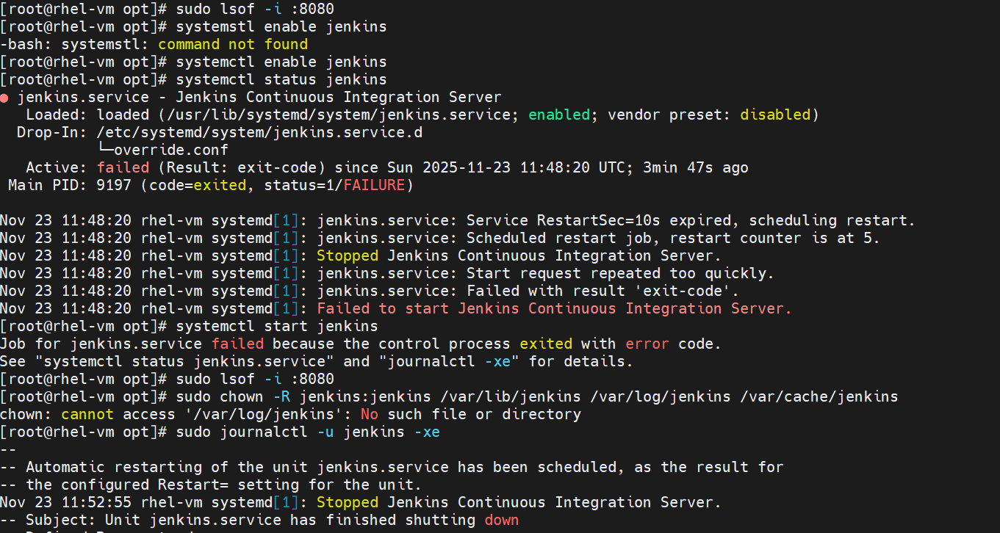 [root@rhel-vm opt]# sudo lsof -i :8080
[root@rhel-vm opt]# systemstl enable jenkins
-bash: systemstl: command not found
[root@rhel-vm opt]# systemctl enable jenkins
[root@rhel-vm opt]# systemctl status jenkins
● jenkins.service - Jenkins Continuous Integration Server
   Loaded: loaded (/usr/lib/systemd/system/jenkins.service; enabled; vendor preset: disabled)
  Drop-In: /etc/systemd/system/jenkins.service.d
           └─override.conf
   Active: failed (Result: exit-code) since Sun 2025-11-23 11:48:20 UTC; 3min 47s ago
 Main PID: 9197 (code=exited, status=1/FAILURE)

Nov 23 11:48:20 rhel-vm systemd[1]: jenkins.service: Service RestartSec=10s expired, scheduling restart.
Nov 23 11:48:20 rhel-vm systemd[1]: jenkins.service: Scheduled restart job, restart counter is at 5.
Nov 23 11:48:20 rhel-vm systemd[1]: Stopped Jenkins Continuous Integration Server.
Nov 23 11:48:20 rhel-vm systemd[1]: jenkins.service: Start request repeated too quickly.
Nov 23 11:48:20 rhel-vm systemd[1]: jenkins.service: Failed with result 'exit-code'.
Nov 23 11:48:20 rhel-vm systemd[1]: Failed to start Jenkins Continuous Integration Server.
[root@rhel-vm opt]# systemctl start jenkins
Job for jenkins.service failed because the control process exited with error code.
See "systemctl status jenkins.service" and "journalctl -xe" for details.
[root@rhel-vm opt]# sudo lsof -i :8080
[root@rhel-vm opt]# sudo chown -R jenkins:jenkins /var/lib/jenkins /var/log/jenkins /var/cache/jenkins
chown: cannot access '/var/log/jenkins': No such file or directory
[root@rhel-vm opt]# sudo journalctl -u jenkins -xe
--
-- Automatic restarting of the unit jenkins.service has been scheduled, as the result for
-- the configured Restart= setting for the unit.
Nov 23 11:52:55 rhel-vm systemd[1]: Stopped Jenkins Continuous Integration Server.
-- Subject: Unit jenkins.service has finished shutting down